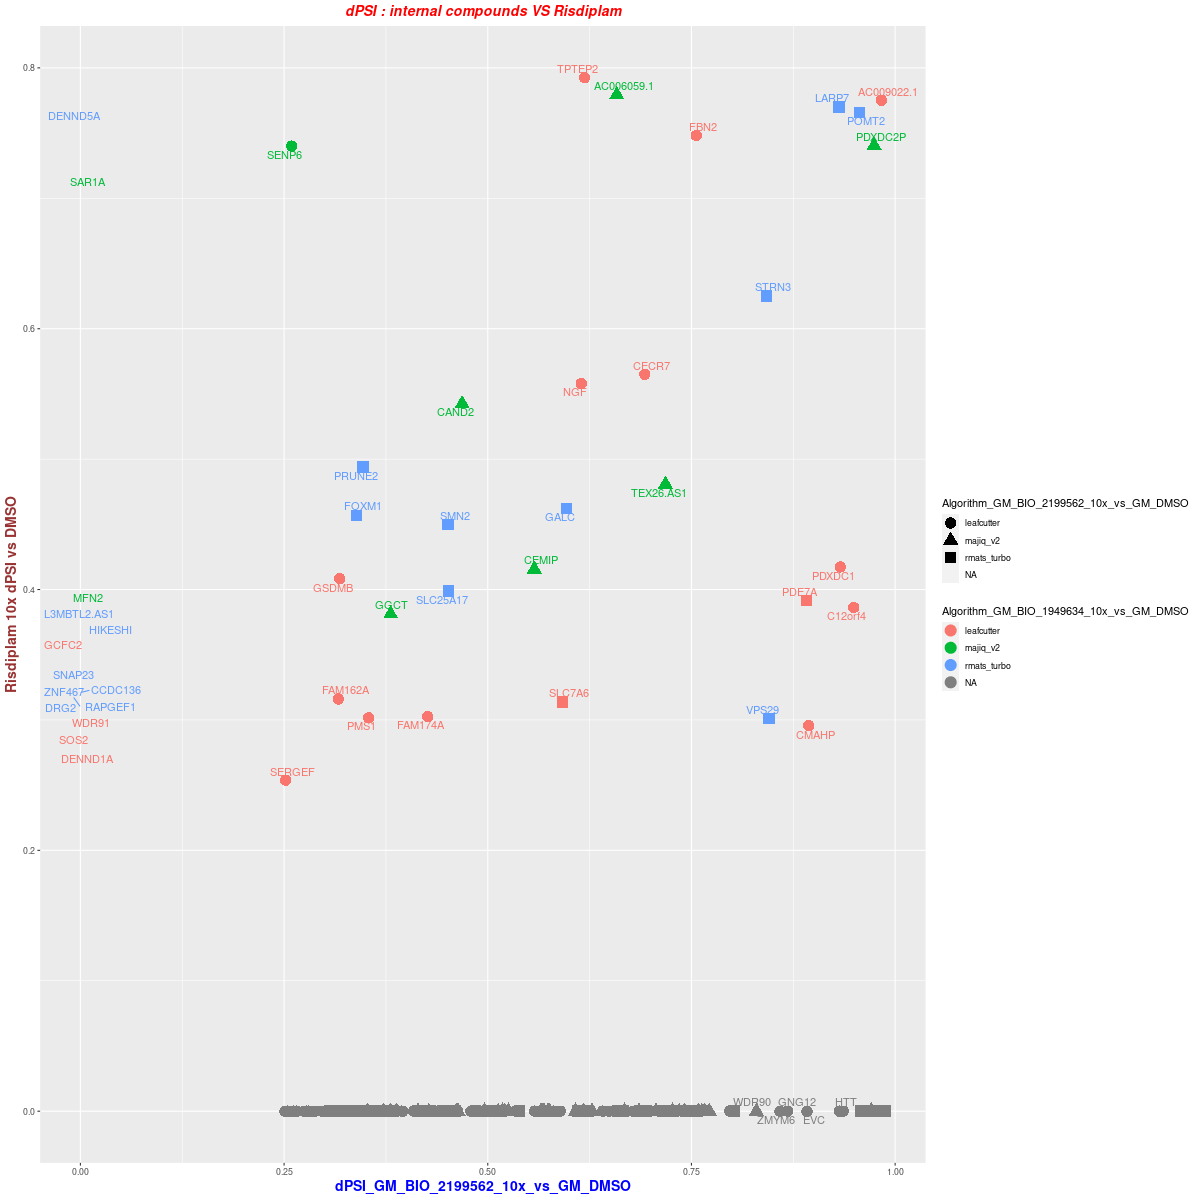 dPSI : internal compounds VS Risdiplam
0.8
0.6
0.4
0.2
0.0
Risdiplam 10x dPSI vs DMSO
TPTEP2
AC006059.1
LARP7
AC009022.1
DENND5A
POMT2
FBN2
PDXDC2P
SENP6
SAR1A
STRN3
CECR7
NGF
CAND2
PRUNE2
TEX26.AS1
FOXM1
SMN2
GALC
CEMIP
PDXDC1
GSDMB
PDE7A
MFN2
SLC25A17
GGCT
L3MBTL2.AS1
C12orf4
HIKESHI
GCFC2
SNAP23
ZNF467
CCDC136
FAM162A
SLC7A6
DRG2
RAPGEF1
VPS29
WDR91
PMS1
FAM174A
CMAHP
SOS2
DENND1A
SERGEF
WDR90
GNG12
HTT
ZMYM6
EVC
0.00
0.25
0.50
0.75
1.00
dPSI_GM_BIO_2199562_10x_vs_GM_DMSO
Algorithm_GM_BIO_2199562_10x_vs_GM_DMSO
leafcutter
majiq_v2
rmats_turbo
NA
Algorithm_GM_BIO_1949634_10x_vs_GM_DMSO
leafcutter
majiq_v2
rmats_turbo
NA